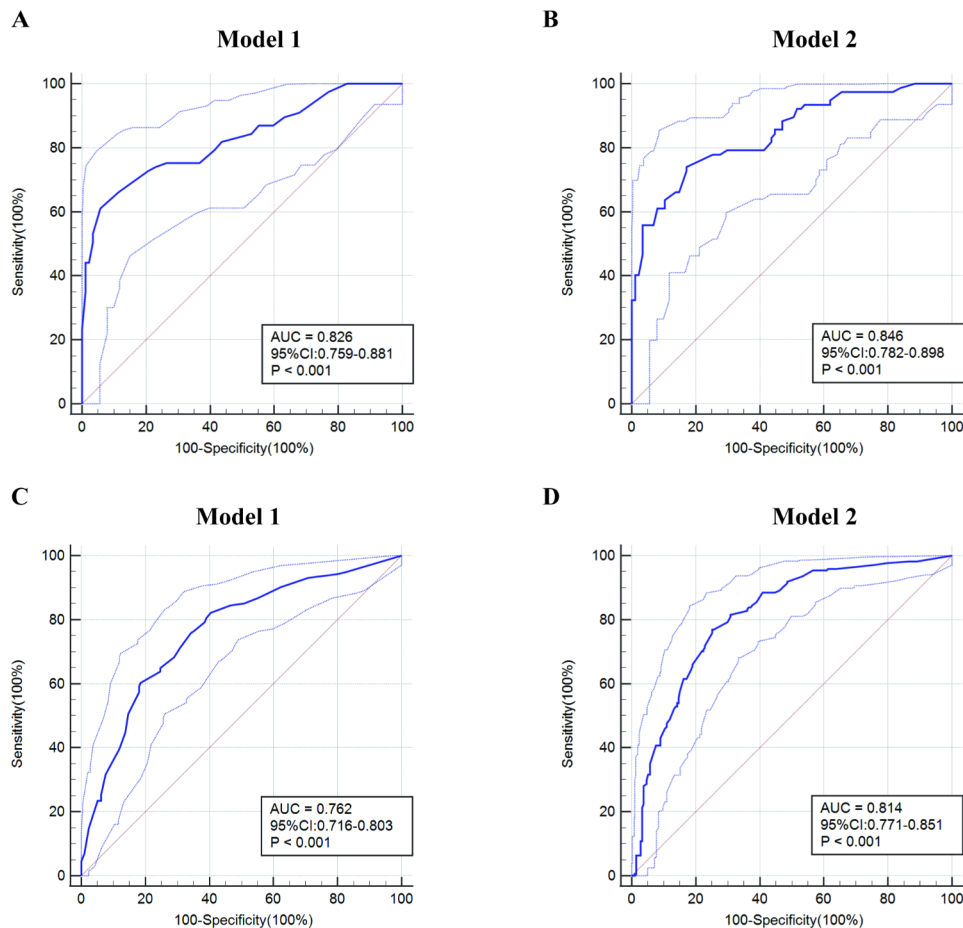 A
Model 1
Sensitivity(100%)
100
80
60
40
20
0
AUC = 0.826
95%CI:0.759-0.881
P < 0.001
0 20 40 60 80 100
100-Specificity(100%)
B
Model 2
Sensitivity(100%)
100
80
60
40
20
0
AUC = 0.846
95%CI:0.782-0.898
P < 0.001
0 20 40 60 80 100
100-Specificity(100%)
C
Model 1
Sensitivity(100%)
100
80
60
40
20
0
AUC = 0.762
95%CI:0.716-0.803
P < 0.001
0 20 40 60 80 100
100-Specificity(100%)
D
Model 2
Sensitivity(100%)
100
80
60
40
20
0
AUC = 0.814
95%CI:0.771-0.851
P < 0.001
0 20 40 60 80 100
100-Specificity(100%)